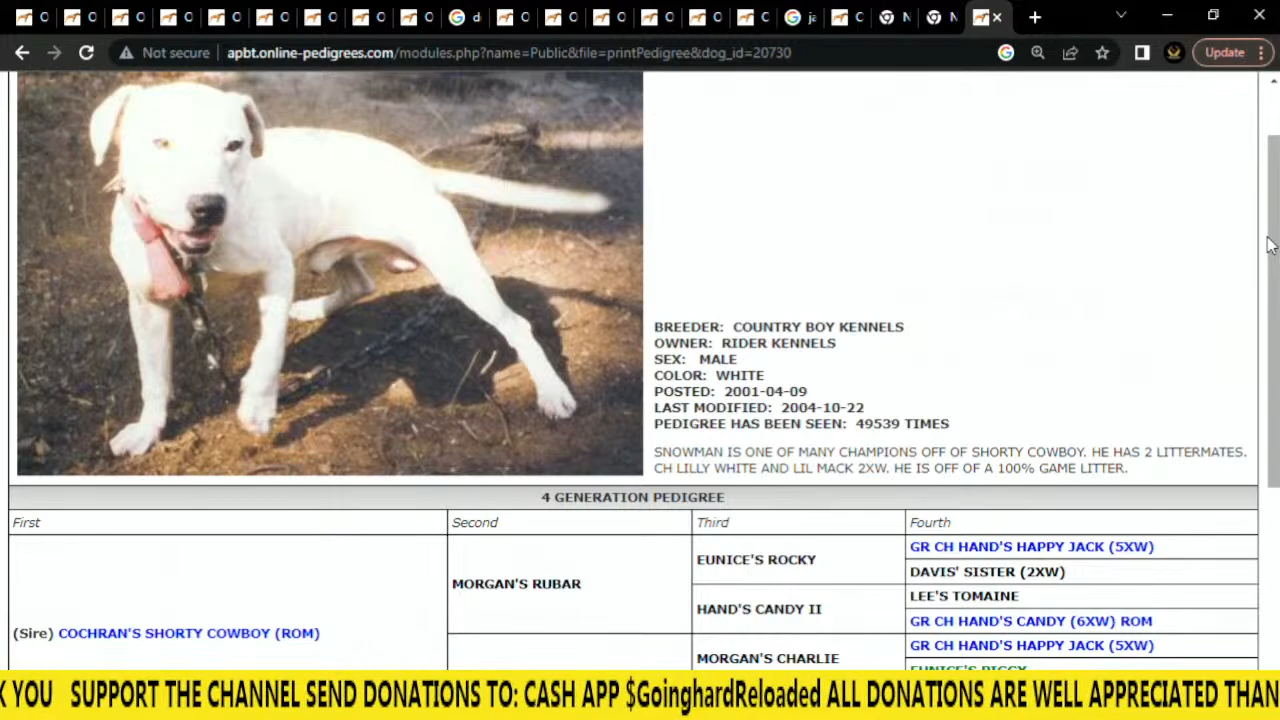 Not secure
apbt.online-pedigrees.com/modules.php?name=Public&file=printPedigree&dog_id=20730
Update
BREEDER: COUNTRY BOY KENNELS
OWNER: RIDER KENNELS
SEX: MALE
COLOR: WHITE
POSTED: 2001-04-09
LAST MODIFIED: 2004-10-22
PEDIGREE HAS BEEN SEEN: 49539 TIMES
SNOWMAN IS ONE OF MANY CHAMPIONS OFF OF SHORTY COWBOY. HE HAS 2 LITTERMATES.
CH LILLY WHITE AND LIL MACK 2XW. HE IS OFF OF A 100% GAME LITTER.
4 GENERATION PEDIGREE
First Second Third Fourth
GR CH HAND'S HAPPY JACK (5XW)
EUNICE'S ROCKY
DAVIS' SISTER (2XW)
MORGAN'S RUBAR
LEE'S TOMAINE
HAND'S CANDY II
GR CH HAND'S CANDY (6XW) ROM
(Sire) COCHRAN'S SHORTY COWBOY (ROM)
GR CH HAND'S HAPPY JACK (5XW)
MORGAN'S CHARLIE
YOU SUPPORT THE CHANNEL SEND DONATIONS TO: CASH APP $GoinghardReloaded ALL DONATIONS ARE WELL APPRECIATED THAN